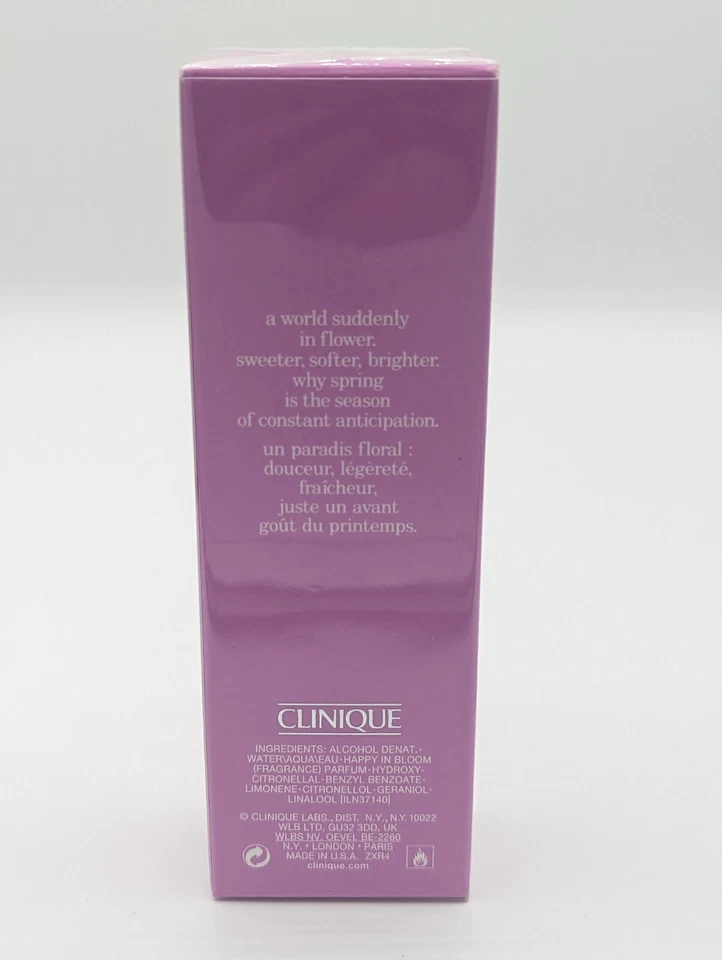 a world suddenly
in flower.
sweeter, softer, brighter.
why spring
is the season
of constant anticipation.
un paradis floral :
douceur, légèreté,
fraîcheur,
juste un avant
goût du printemps.
CLINIQUE
INGREDIENTS: ALCOHOL DENAT.•
WATER\AQUA\EAU•HAPPY IN BLOOM
(FRAGRANCE) PARFUM•HYDROXY-
CITRONELLAL•BENZYL BENZOATE•
LIMONENE•CITRONELLOL•GERANIOL•
LINALOOL [ILN37140]
© CLINIQUE LABS., DIST. N.Y., N.Y. 10022
WLB LTD, GU32 3DD, UK
WLBS NV. OEVEL BE-2260
N.Y. • LONDON • PARIS
MADE IN U.S.A. ZXR4
clinique.com